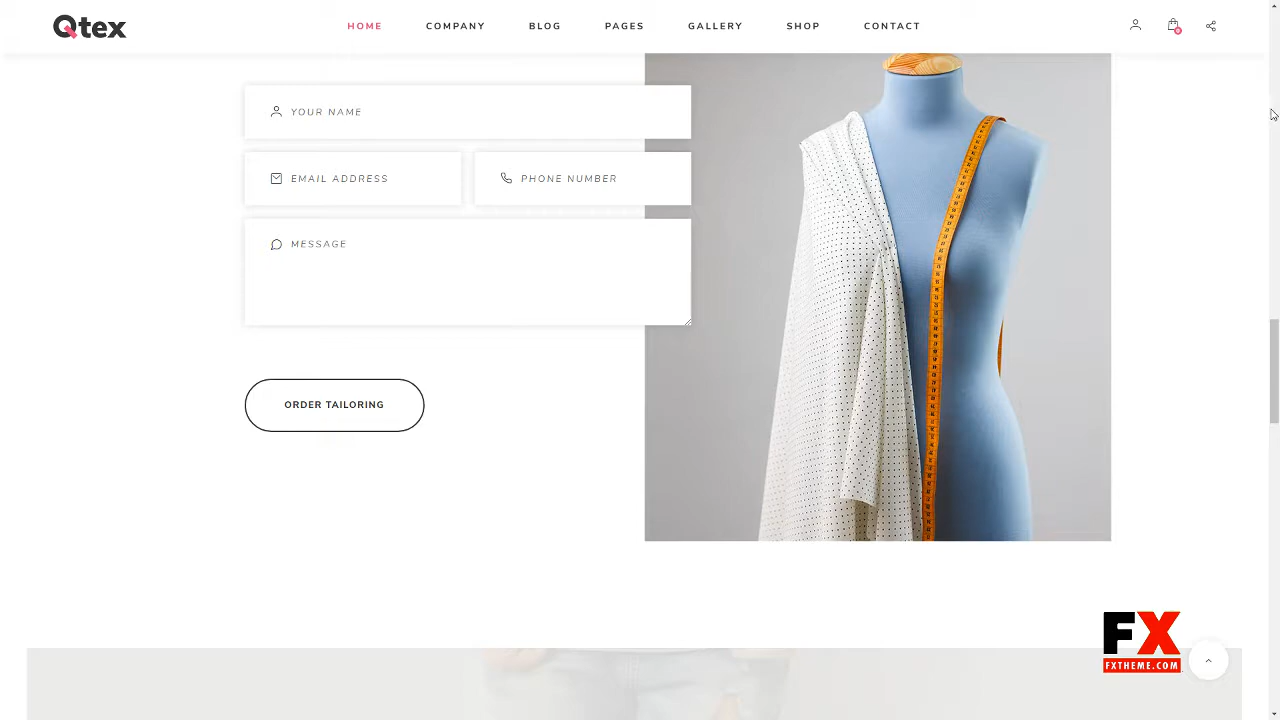 Qtex
HOME COMPANY BLOG PAGES GALLERY SHOP CONTACT
YOUR NAME
EMAIL ADDRESS
PHONE NUMBER
MESSAGE
ORDER TAILORING
FX
FXTHEME.COM